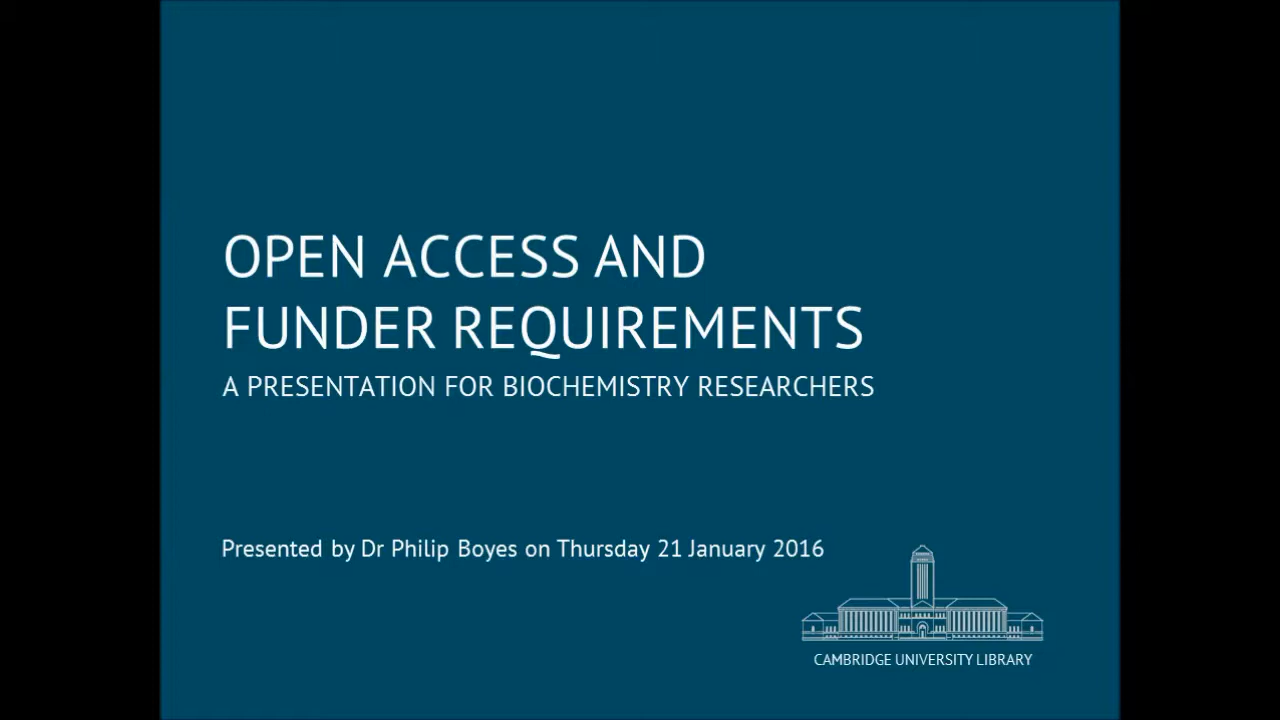 OPEN ACCESS AND
FUNDER REQUIREMENTS
A PRESENTATION FOR BIOCHEMISTRY RESEARCHERS
Presented by Dr Philip Boyes on Thursday 21 January 2016
CAMBRIDGE UNIVERSITY LIBRARY